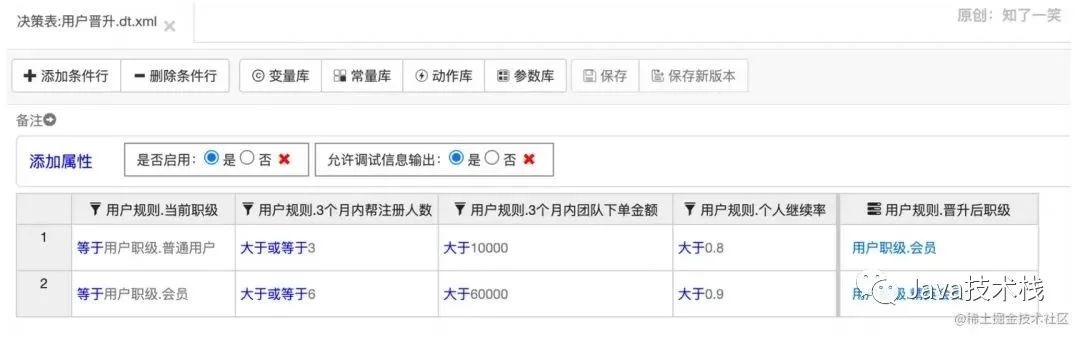 决策表:用户晋升.dt.xml
原创：知了一笑
添加条件行 删除条件行 变量库 常量库 动作库 参数库 保存 保存新版本
备注
添加属性 是否启用: 是 否 允许调试信息输出: 是 否
用户规则.当前职级 用户规则.3个月内帮注册人数 用户规则.3个月内团队下单金额 用户规则.个人继续率 用户规则.晋升后职级
1 等于用户职级.普通用户 大于或等于3 大于10000 大于0.8 用户职级.会员
2 等于用户职级.会员 大于或等于6 大于60000 大于0.9
Java技术栈
@稀土掘金技术社区